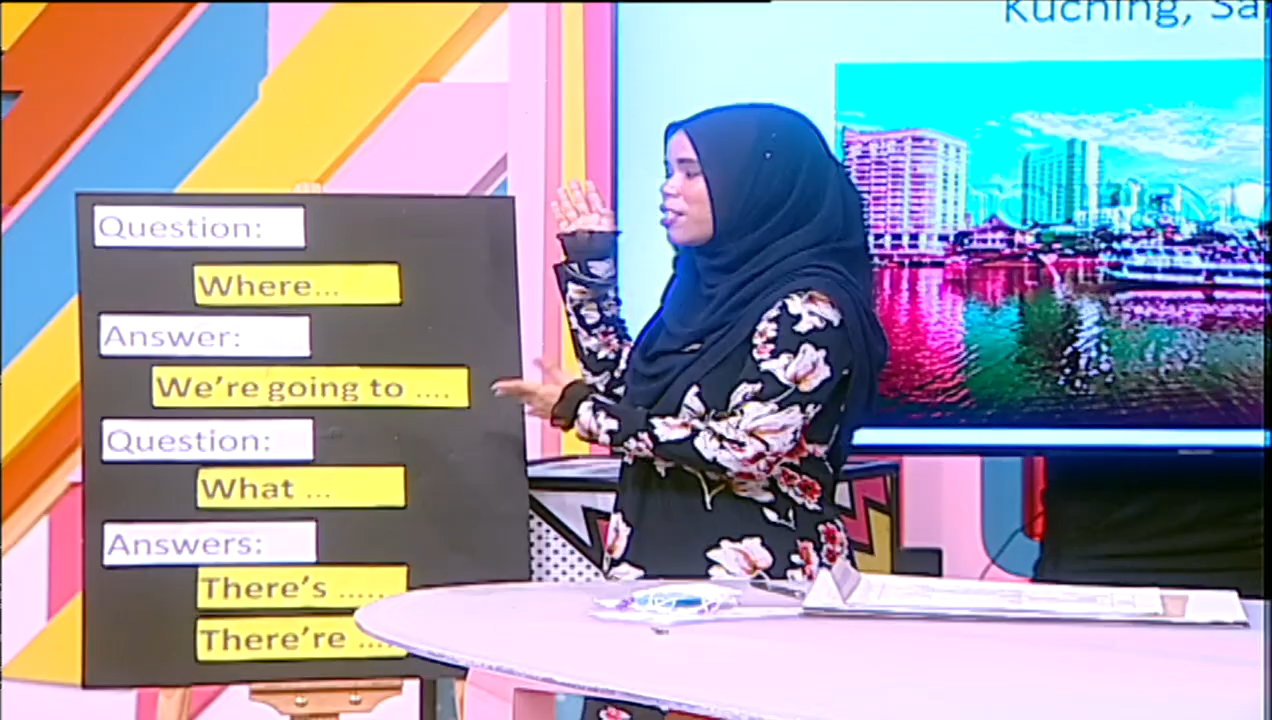 Kuching, Sa
Question:
Where...
Answer:
We're going to ....
Question:
What ...
Answers:
There's .....
There're .....